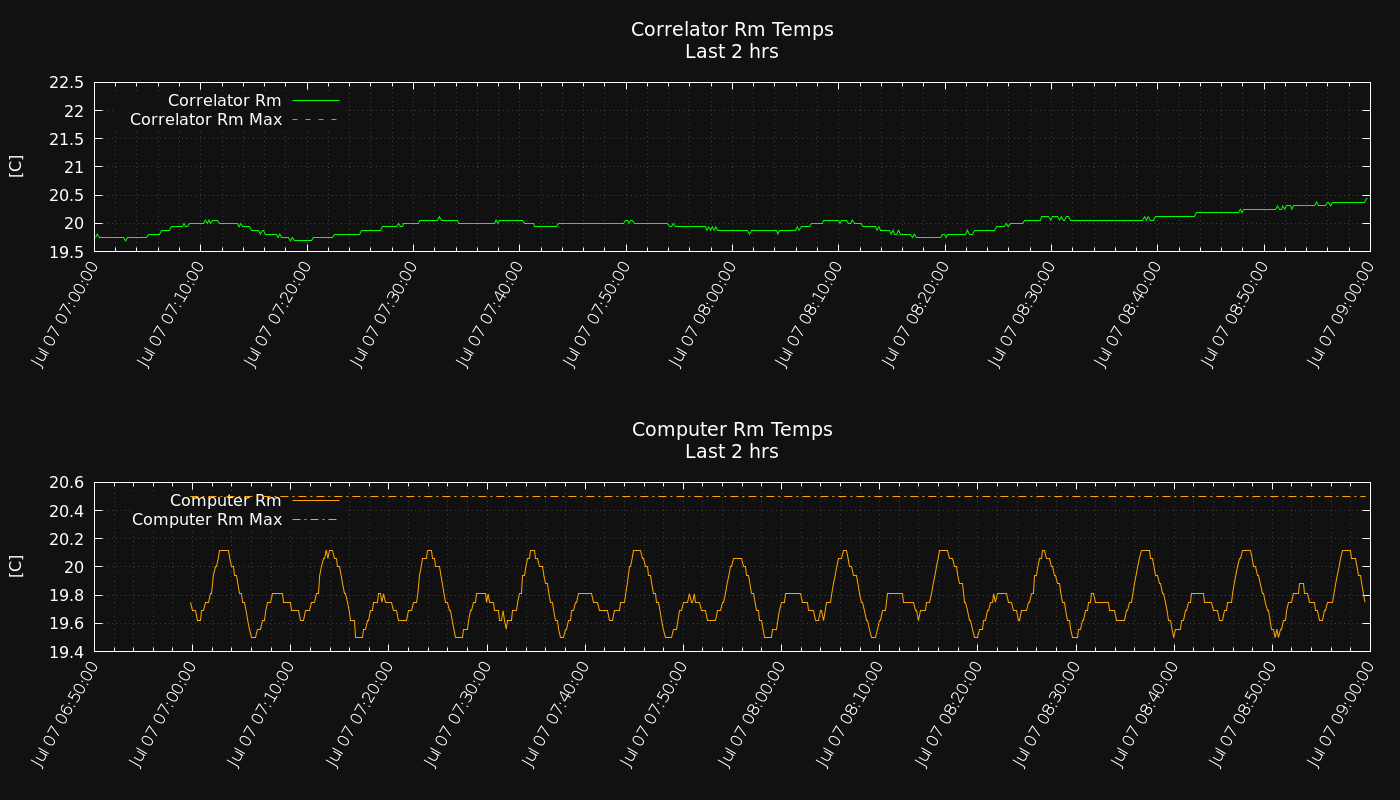 Correlator Rm Temps
Last 2 hrs
22.5
22
21.5
21
20.5
20
19.5
[C]
Correlator Rm
Correlator Rm Max
Jul 07 07:00:00
Jul 07 07:10:00
Jul 07 07:20:00
Jul 07 07:30:00
Jul 07 07:40:00
Jul 07 07:50:00
Jul 07 08:00:00
Jul 07 08:10:00
Jul 07 08:20:00
Jul 07 08:30:00
Jul 07 08:40:00
Jul 07 08:50:00
Jul 07 09:00:00
Computer Rm Temps
Last 2 hrs
20.6
20.4
20.2
20
19.8
19.6
19.4
[C]
Computer Rm
Computer Rm Max
Jul 07 06:50:00
Jul 07 07:00:00
Jul 07 07:10:00
Jul 07 07:20:00
Jul 07 07:30:00
Jul 07 07:40:00
Jul 07 07:50:00
Jul 07 08:00:00
Jul 07 08:10:00
Jul 07 08:20:00
Jul 07 08:30:00
Jul 07 08:40:00
Jul 07 08:50:00
Jul 07 09:00:00